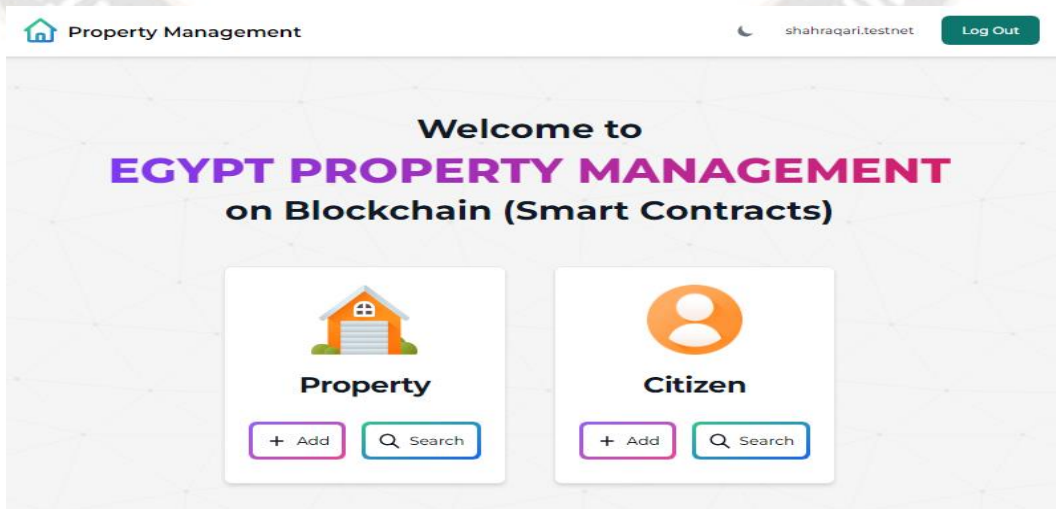 Property Management
shahraqari.testnet
Log Out
Welcome to
EGYPT PROPERTY MANAGEMENT
on Blockchain (Smart Contracts)
Property
+ Add
Search
Citizen
+ Add
Search